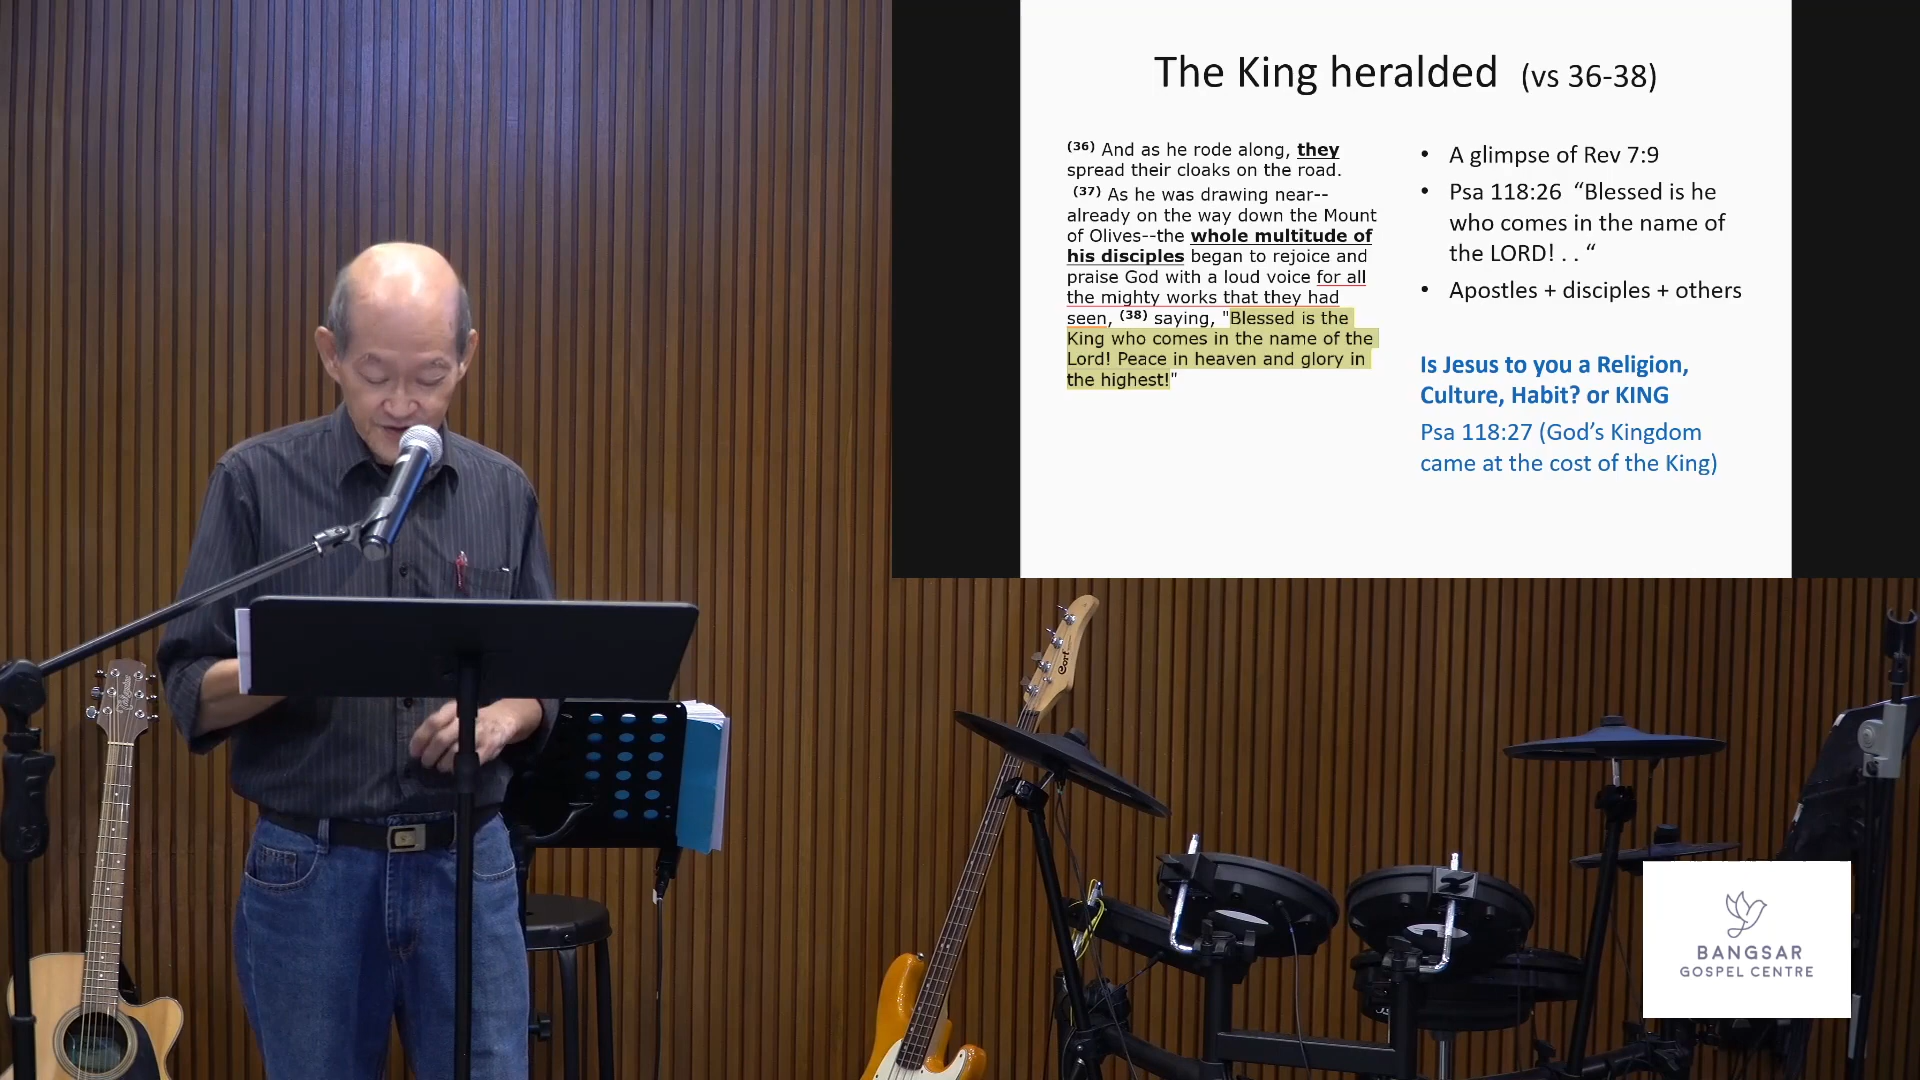 The King heralded (vs 36-38)
(36) And as he rode along, they
spread their cloaks on the road.
(37) As he was drawing near--
already on the way down the Mount
of Olives--the whole multitude of
his disciples began to rejoice and
praise God with a loud voice for all
the mighty works that they had
seen, (38) saying, "Blessed is the
King who comes in the name of the
Lord! Peace in heaven and glory in
the highest!"
• A glimpse of Rev 7:9
• Psa 118:26 “Blessed is he
who comes in the name of
the LORD! . . “
• Apostles + disciples + others
Is Jesus to you a Religion,
Culture, Habit? or KING
Psa 118:27 (God’s Kingdom
came at the cost of the King)
Cort
BANGSAR
GOSPEL CENTRE